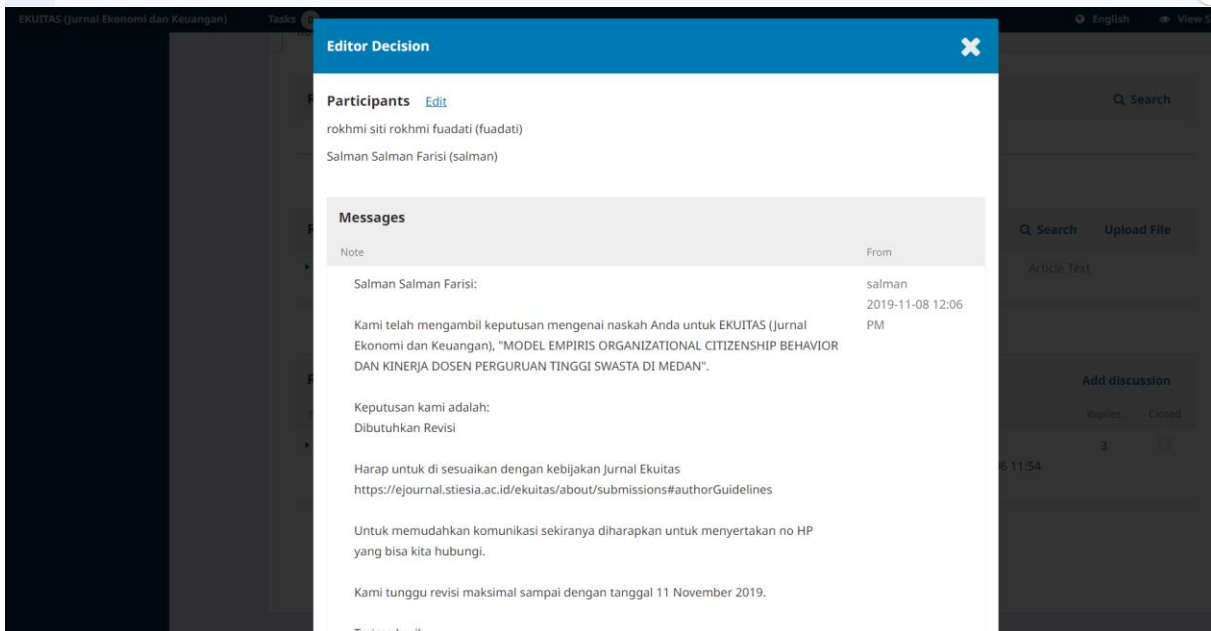 EKUITAS (Jurnal Ekonomi dan Keuangan) Tasks 0 English View S
Editor Decision
Participants Edit
Search
rokhmi siti rokhmi fuadati (fuadati)
Salman Salman Farisi (salman)
Messages
Search Upload File
Note From
Article Text
Salman Salman Farisi: salman
2019-11-08 12:06
Kami telah mengambil keputusan mengenai naskah Anda untuk EKUITAS (Jurnal PM
Ekonomi dan Keuangan), "MODEL EMPIRIS ORGANIZATIONAL CITIZENSHIP BEHAVIOR
DAN KINERJA DOSEN PERGURUAN TINGGI SWASTA DI MEDAN".
Add discussion
Keputusan kami adalah: Replies Closed
Dibutuhkan Revisi
3
Harap untuk di sesuaikan dengan kebijakan Jurnal Ekuitas 11:54
https://ejournal.stiesia.ac.id/ekuitas/about/submissions#authorGuidelines
Untuk memudahkan komunikasi sekiranya diharapkan untuk menyertakan no HP
yang bisa kita hubungi.
Kami tunggu revisi maksimal sampai dengan tanggal 11 November 2019.